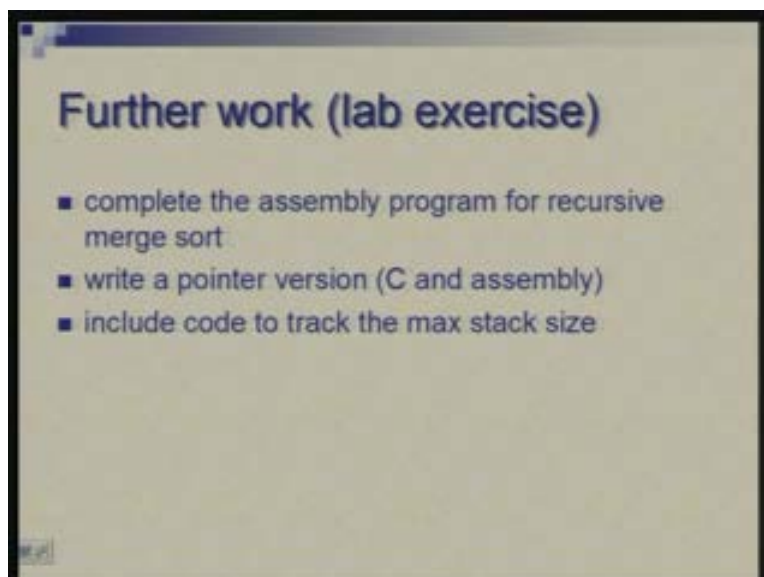 Further work (lab exercise)
complete the assembly program for recursive
merge sort
write a pointer version (C and assembly)
include code to track the max stack size